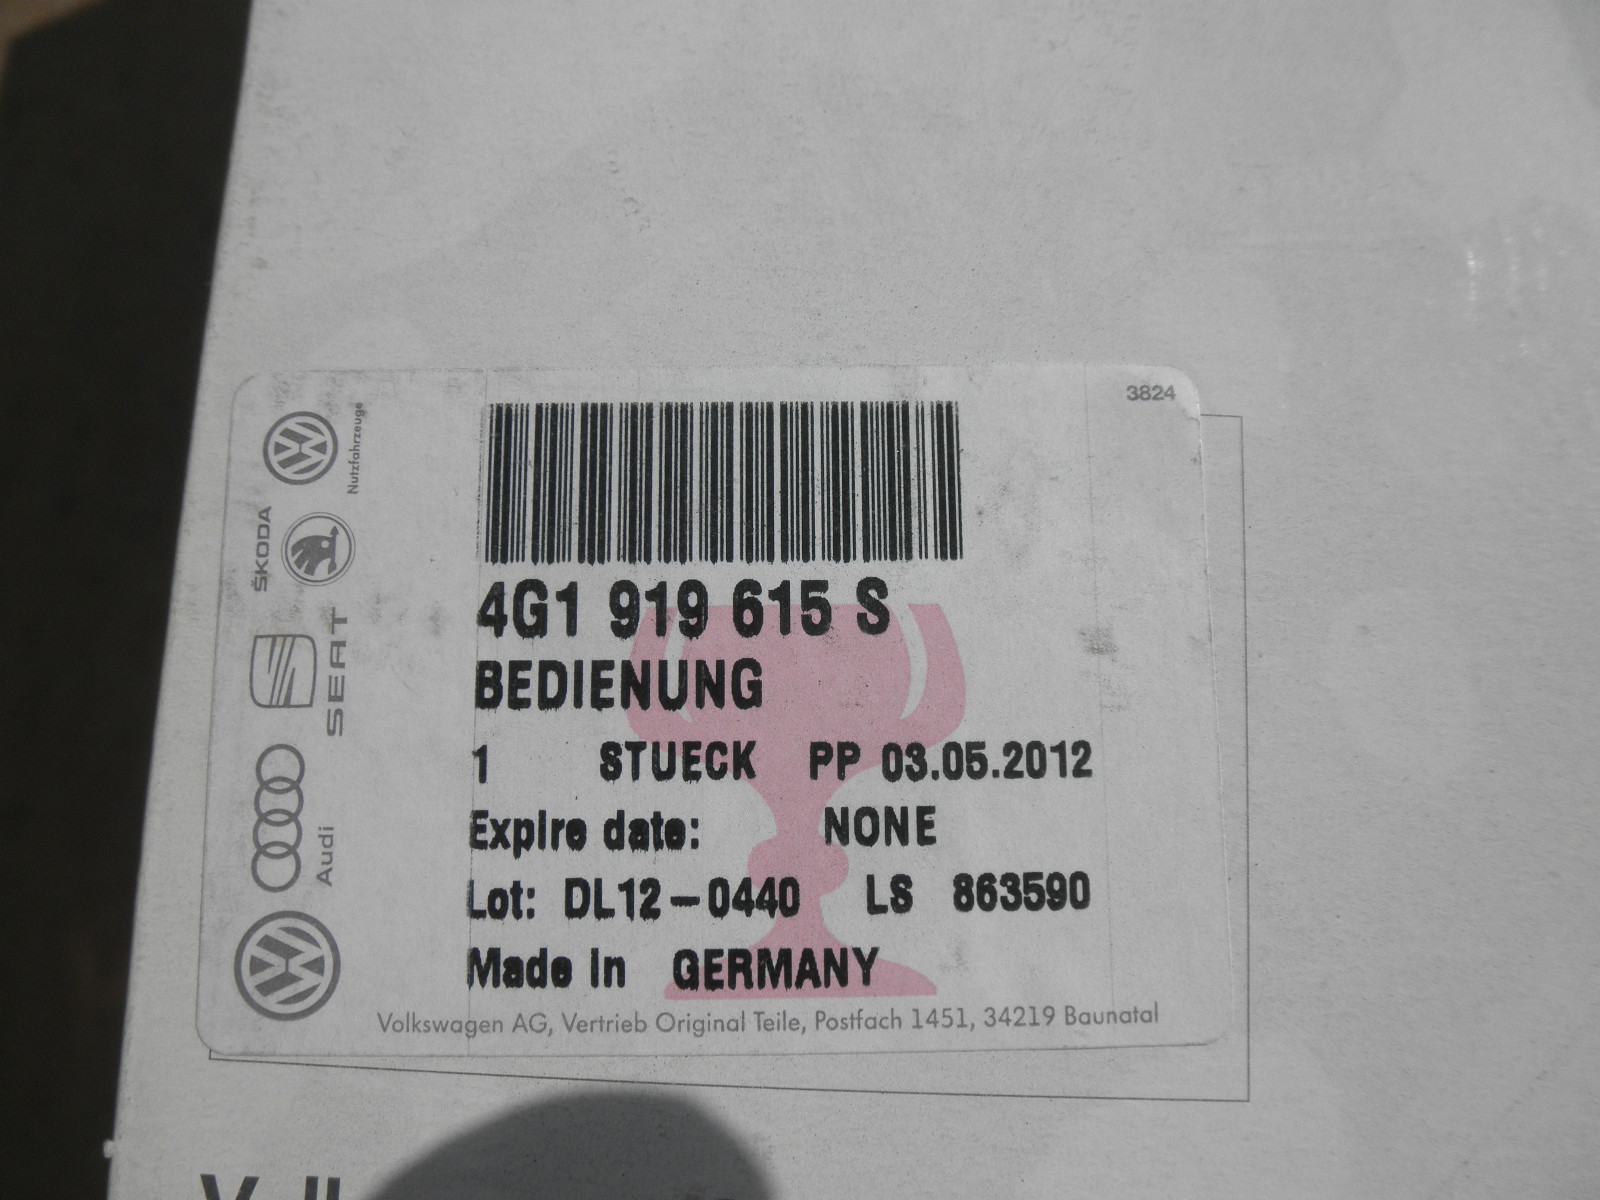 3824
Nutzfahrzeuge
ŠKODA
SEAT
Audi
4G1 919 615 S
BEDIENUNG
1 STUECK PP 03.05.2012
Expire date: NONE
Lot: DL12-0440 LS 863590
Made in GERMANY
Volkswagen AG, Vertrieb Original Teile, Postfach 1451, 34219 Baunatal